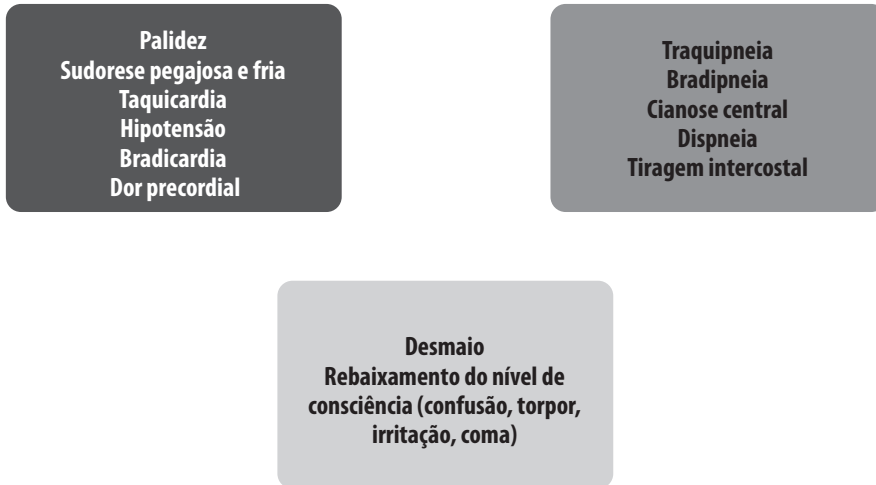 Palidez
Sudorese pegajosa e fria
Taquicardia
Hipotensão
Bradicardia
Dor precordial
Traquipneia
Bradipneia
Cianose central
Dispneia
Tiragem intercostal
Desmaio
Rebaixamento do nível de
consciência (confusão, torpor,
irritação, coma)